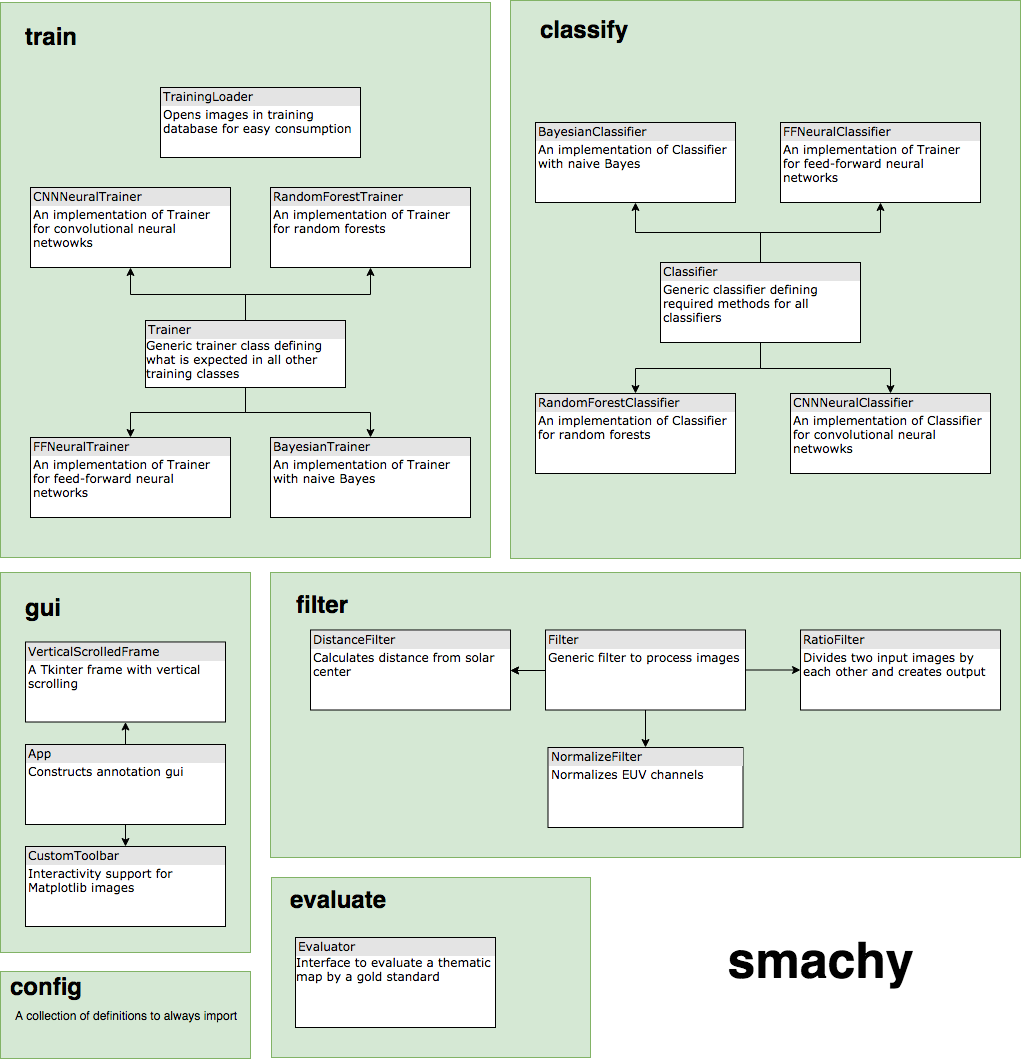 train
TrainingLoader
Opens images in training
database for easy consumption
CNNNeuralTrainer
An implementation of Trainer
for convolutional neural
netwowks
RandomForestTrainer
An implementation of Trainer
for random forests
Trainer
Generic trainer class defining
what is expected in all other
training classes
FFNeuralTrainer
An implementation of Trainer
for feed-forward neural
networks
BayesianTrainer
An implementation of Trainer
with naive Bayes
classify
BayesianClassifier
An implementation of Classifier
with naive Bayes
FFNeuralClassifier
An implementation of Trainer
for feed-forward neural
networks
Classifier
Generic classifier defining
required methods for all
classifiers
RandomForestClassifier
An implementation of Classifier
for random forests
CNNNeuralClassifier
An implementation of Classifier
for convolutional neural
netwowks
gui
VerticalScrolledFrame
A Tkinter frame with vertical
scrolling
App
Constructs annotation gui
CustomToolbar
Interactivity support for
Matplotlib images
filter
DistanceFilter
Calculates distance from solar
center
Filter
Generic filter to process images
RatioFilter
Divides two input images by
each other and creates output
NormalizeFilter
Normalizes EUV channels
config
A collection of definitions to always import
evaluate
Evaluator
Interface to evaluate a thematic
map by a gold standard
smachy